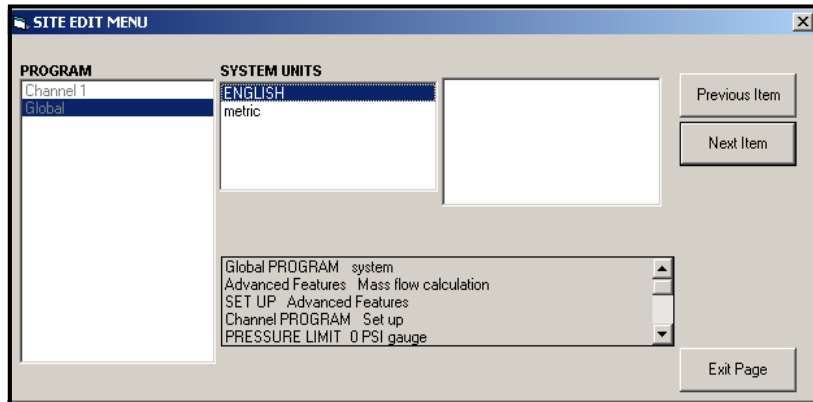 SITE EDIT MENU
PROGRAM
Channel 1
Global
SYSTEM UNITS
ENGLISH
metric
Previous Item
Next Item
Global PROGRAM system
Advanced Features Mass flow calculation
SET UP Advanced Features
Channel PROGRAM Set up
PRESSURE LIMIT 0 PSI gauge
Exit Page